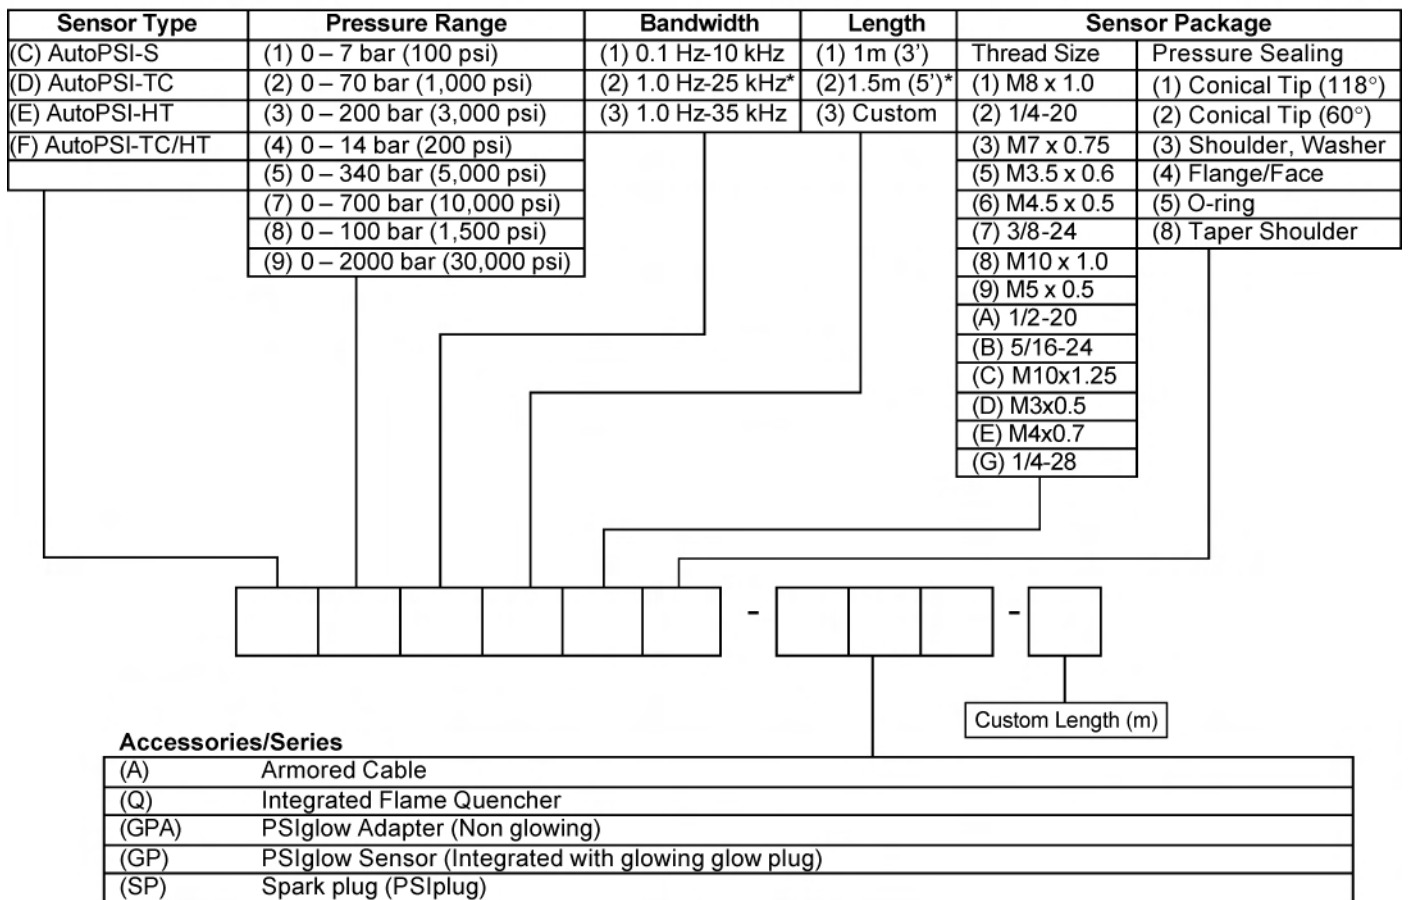 Sensor Type Pressure Range Bandwidth Length Sensor Package
(C) AutoPSI-S (1) 0 – 7 bar (100 psi) (1) 0.1 Hz-10 kHz (1) 1m (3’) Thread Size Pressure Sealing
(D) AutoPSI-TC (2) 0 – 70 bar (1,000 psi) (2) 1.0 Hz-25 kHz* (2)1.5m (5’)* (1) M8 x 1.0 (1) Conical Tip (118°)
(E) AutoPSI-HT (3) 0 – 200 bar (3,000 psi) (3) 1.0 Hz-35 kHz (3) Custom (2) 1/4-20 (2) Conical Tip (60°)
(F) AutoPSI-TC/HT (4) 0 – 14 bar (200 psi) (3) M7 x 0.75 (3) Shoulder, Washer
(5) 0 – 340 bar (5,000 psi) (5) M3.5 x 0.6 (4) Flange/Face
(7) 0 – 700 bar (10,000 psi) (6) M4.5 x 0.5 (5) O-ring
(8) 0 – 100 bar (1,500 psi) (7) 3/8-24 (8) Taper Shoulder
(9) 0 – 2000 bar (30,000 psi) (8) M10 x 1.0
(9) M5 x 0.5
(A) 1/2-20
(B) 5/16-24
(C) M10x1.25
(D) M3x0.5
(E) M4x0.7
(G) 1/4-28
- -
Custom Length (m)
Accessories/Series
(A) Armored Cable
(Q) Integrated Flame Quencher
(GPA) PSIglow Adapter (Non glowing)
(GP) PSIglow Sensor (Integrated with glowing glow plug)
(SP) Spark plug (PSIplug)